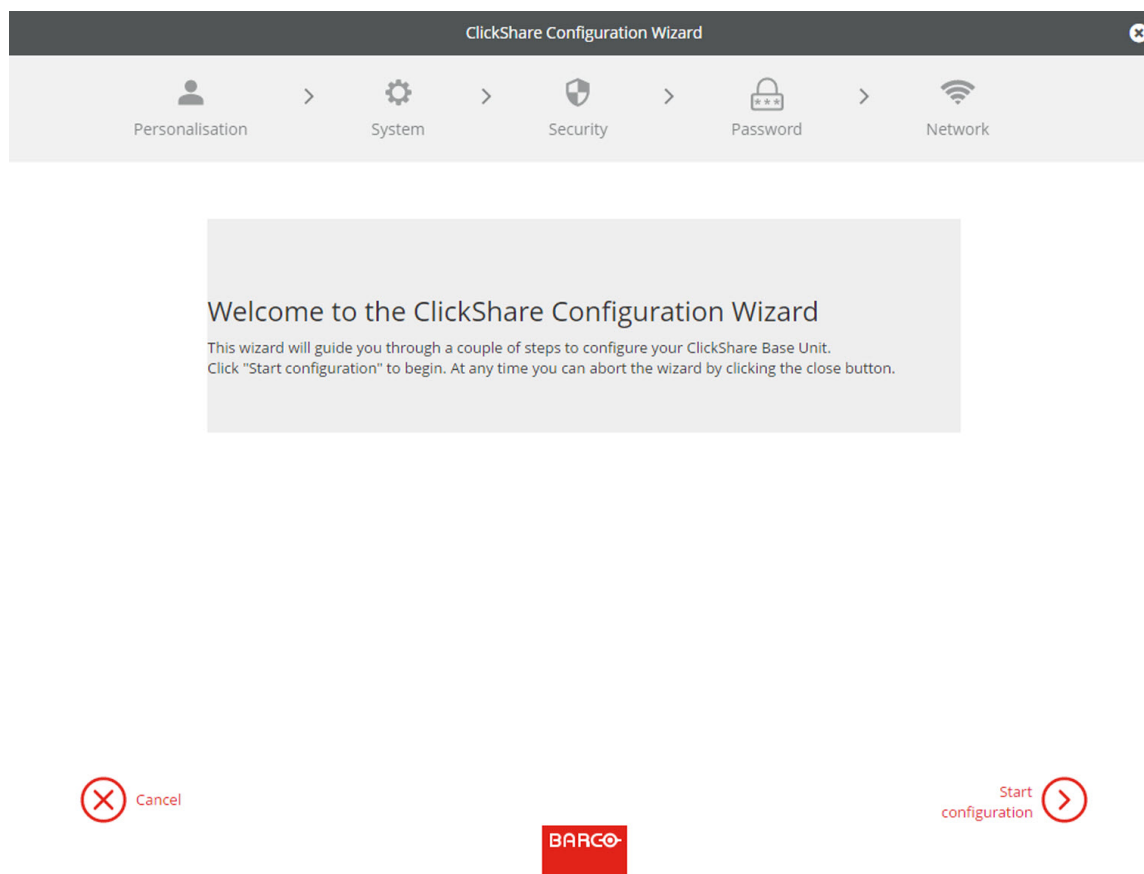 ClickShare Configuration Wizard
Personalisation
System
Security
Password
Network
Welcome to the ClickShare Configuration Wizard
This wizard will guide you through a couple of steps to configure your ClickShare Base Unit.
Click "Start configuration" to begin. At any time you can abort the wizard by clicking the close button.
Cancel
Start
configuration
BARCO